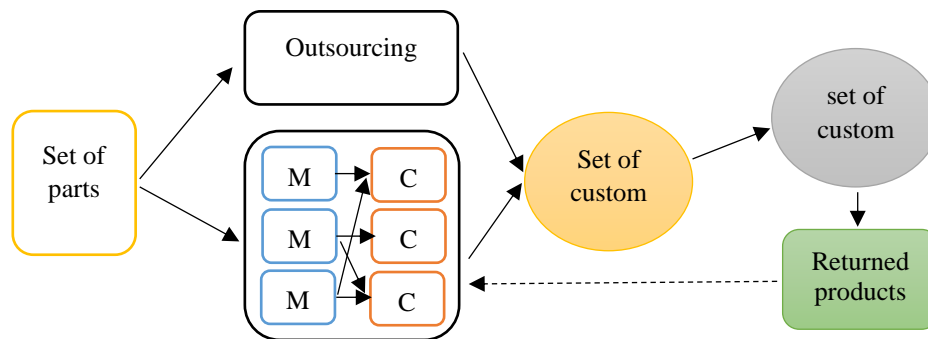 Outsourcing
Set of
parts
M
C
M
C
M
C
Set of
custom
set of
custom
Returned
products